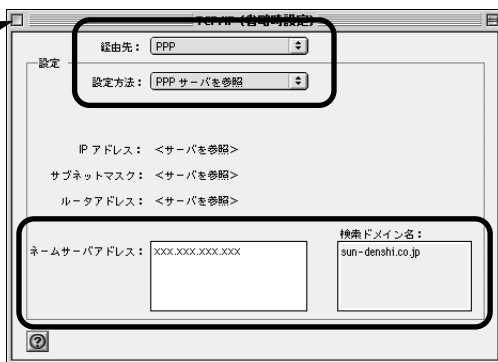 TCP/IP (省略時設定)
経由先： PPP
設定
設定方法： PPP サーバを参照
IP アドレス： <サーバを参照>
サブネットマスク： <サーバを参照>
ルータアドレス： <サーバを参照>
検索ドメイン名：
ネームサーバアドレス： xxx.xxx.xxx.xxx sun-denshi.co.jp
?